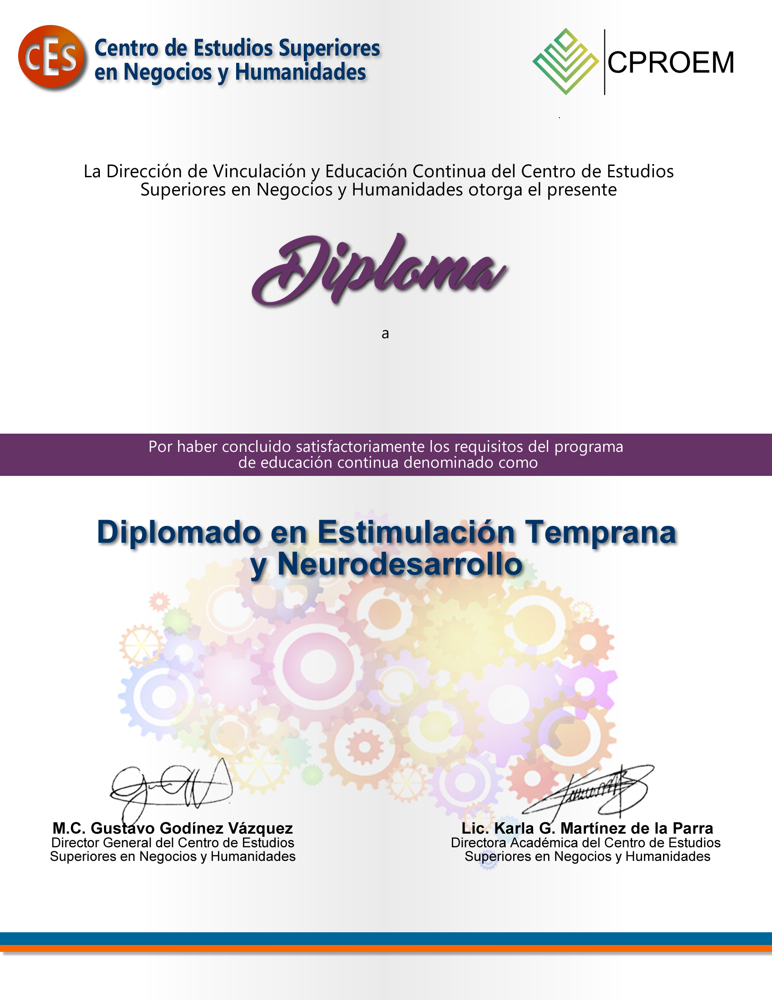 CES
Centro de Estudios Superiores
en Negocios y Humanidades
CPROEM
La Dirección de Vinculación y Educación Continua del Centro de Estudios
Superiores en Negocios y Humanidades otorga el presente
Diploma
a
Por haber concluido satisfactoriamente los requisitos del programa
de educación continua denominado como
Diplomado en Estimulación Temprana
y Neurodesarrollo
M.C. Gustavo Godínez Vázquez
Director General del Centro de Estudios
Superiores en Negocios y Humanidades
Lic. Karla G. Martínez de la Parra
Directora Académica del Centro de Estudios
Superiores en Negocios y Humanidades